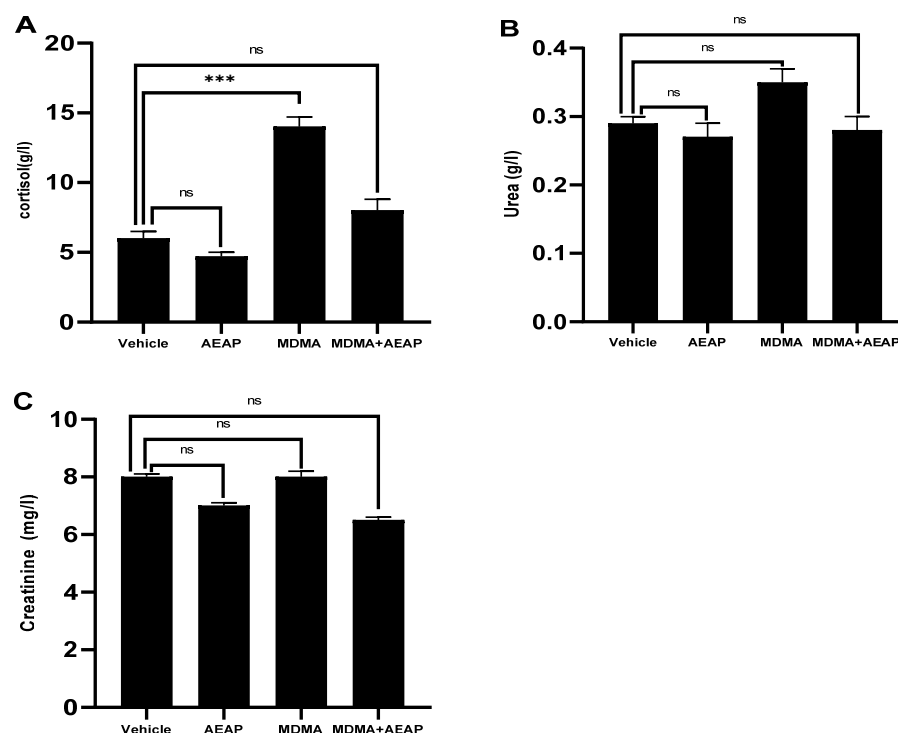 A
cortisol(g/l)
20
15
10
5
0
ns
***
ns
Vehicle AEAP MDMA MDMA+AEAP
B
Urea (g/l)
0.4
0.3
0.2
0.1
0.0
ns
ns
ns
Vehicle AEAP MDMA MDMA+AEAP
C
Creatinine (mg/l)
10
8
6
4
2
0
ns
ns
ns
Vehicle AEAP MDMA MDMA+AEAP